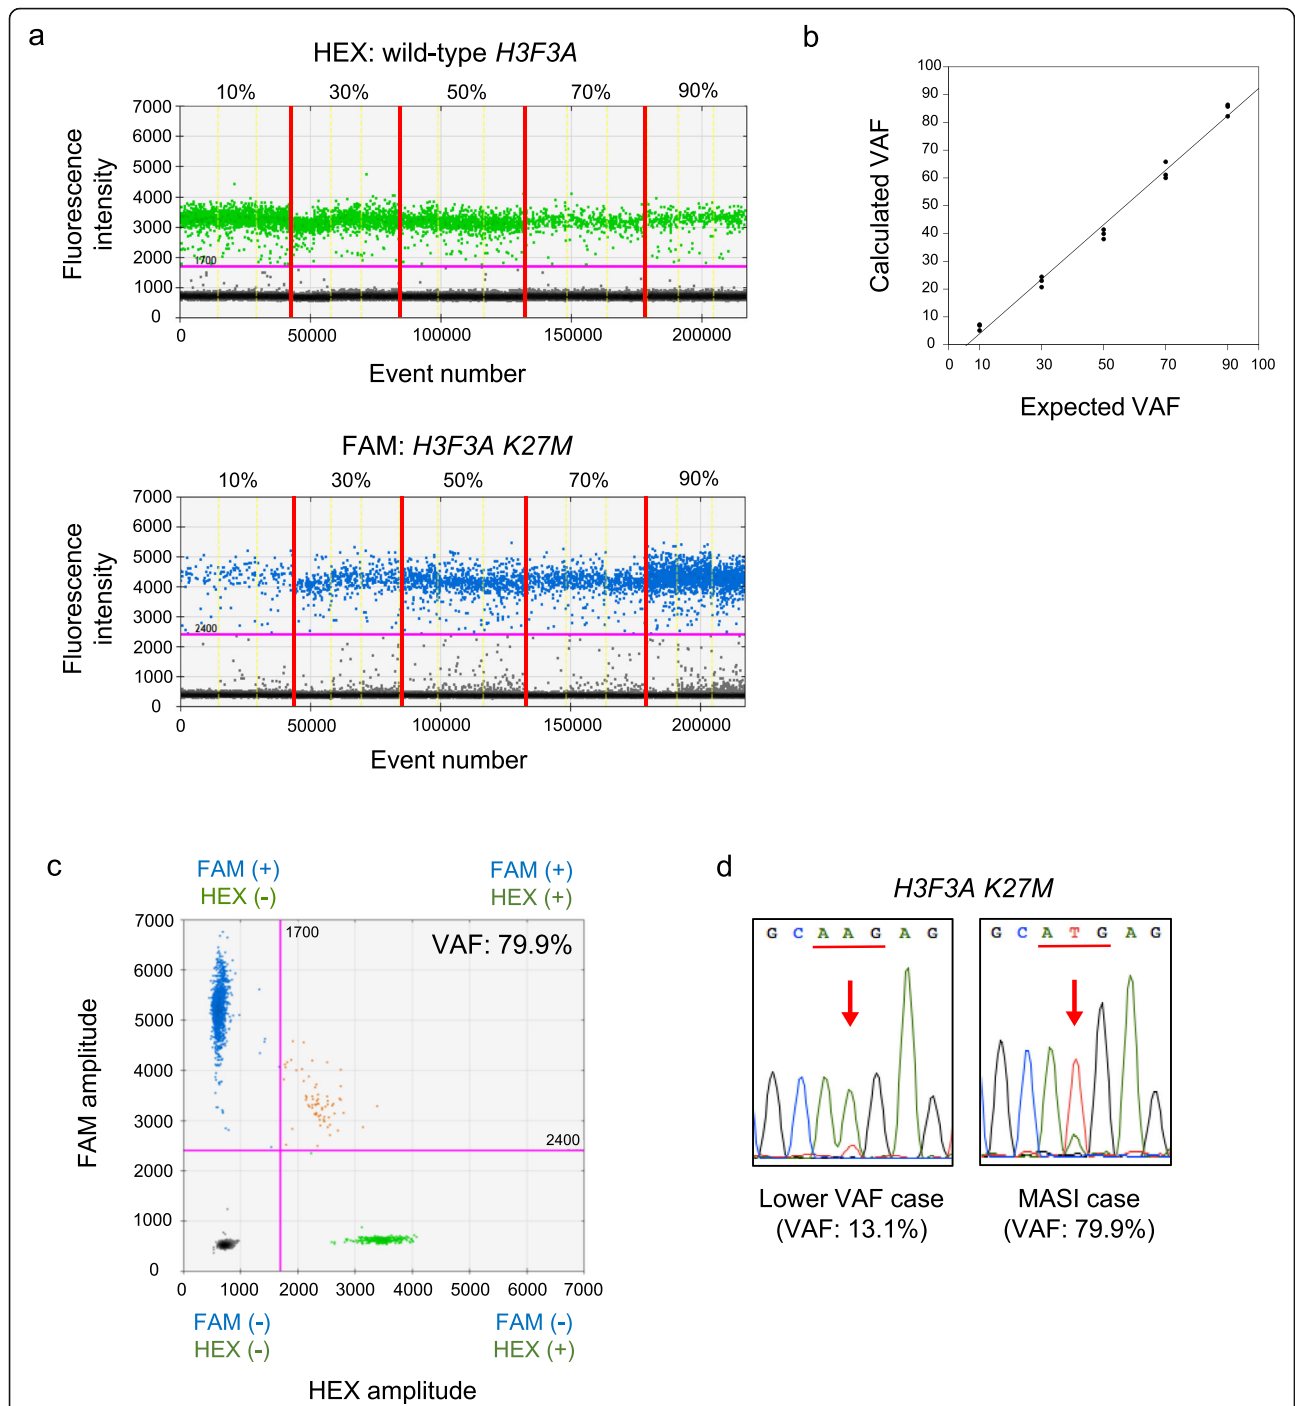 a
HEX: wild-type H3F3A
10% 30% 50% 70% 90%
7000
6000
5000
4000
3000
2000
1000
0
1700
Fluorescence
intensity
0 50000 100000 150000 200000
Event number
FAM: H3F3A K27M
10% 30% 50% 70% 90%
7000
6000
5000
4000
3000
2000
1000
0
2400
Fluorescence
intensity
0 50000 100000 150000 200000
Event number
b
100
90
80
70
60
50
40
30
20
10
0
Calculated VAF
0 10 30 50 70 90 100
Expected VAF
c
FAM (+)
HEX (-)
FAM (+)
HEX (+)
7000
6000
5000
4000
3000
2000
1000
0
1700
VAF: 79.9%
2400
FAM amplitude
0 1000 2000 3000 4000 5000 6000 7000
FAM (-)
HEX (-)
FAM (-)
HEX (+)
HEX amplitude
d
H3F3A K27M
G C A A G A G
G C A T G A G
Lower VAF case
(VAF: 13.1%)
MASI case
(VAF: 79.9%)